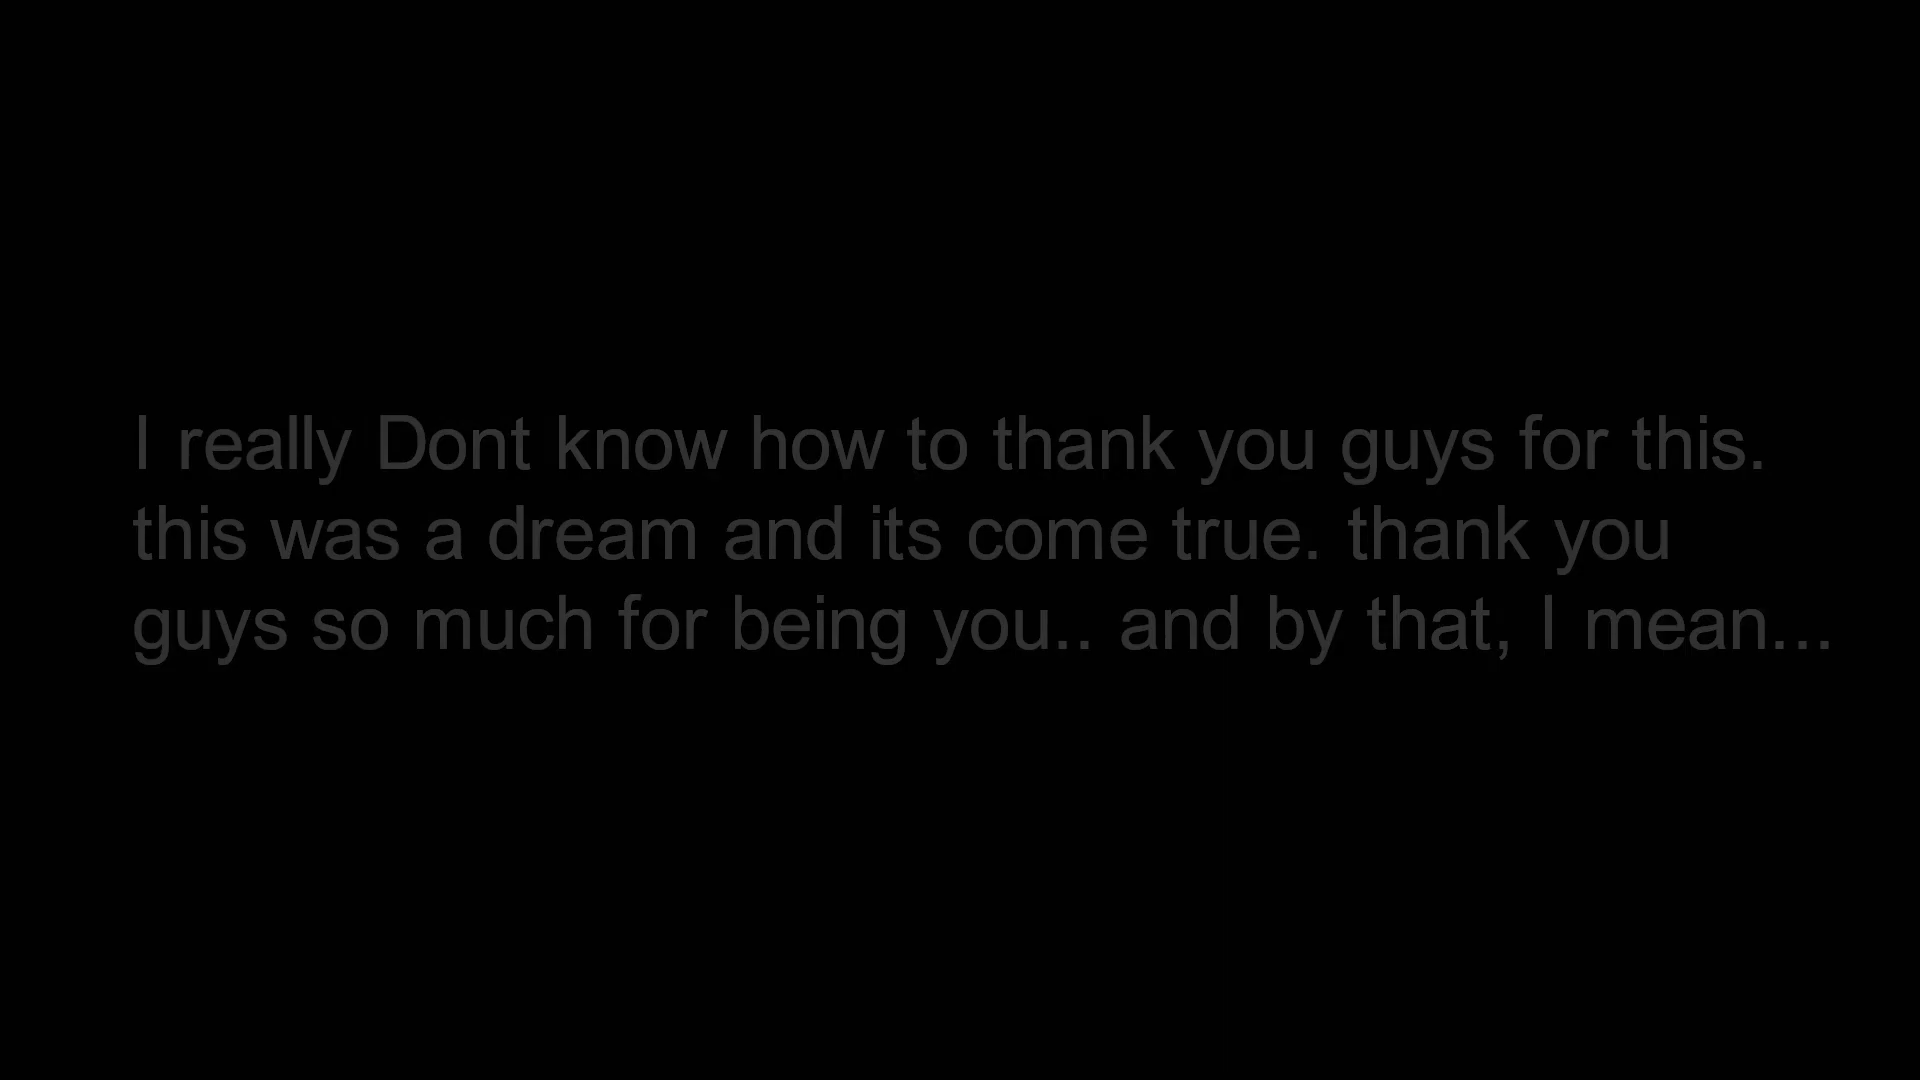 I really Dont know how to thank you guys for this.
this was a dream and its come true. thank you
guys so much for being you.. and by that, I mean...